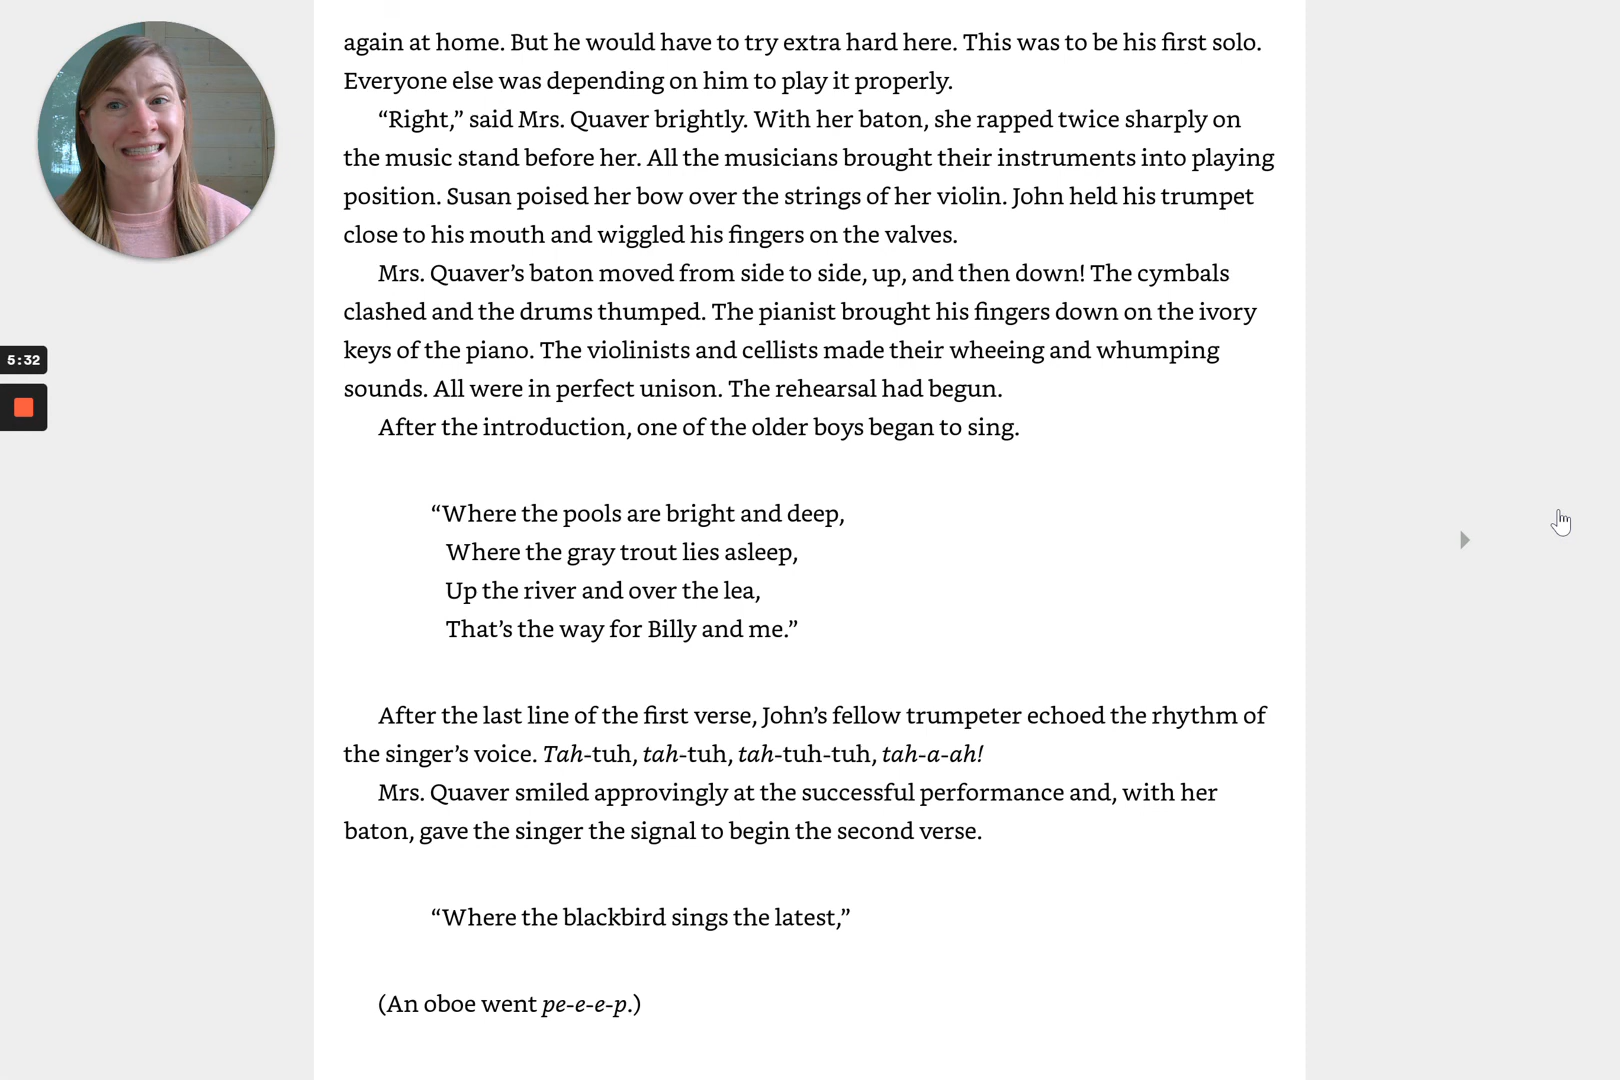 again at home. But he would have to try extra hard here. This was to be his first solo.
Everyone else was depending on him to play it properly.
“Right,” said Mrs. Quaver brightly. With her baton, she rapped twice sharply on
the music stand before her. All the musicians brought their instruments into playing
position. Susan poised her bow over the strings of her violin. John held his trumpet
close to his mouth and wiggled his fingers on the valves.
Mrs. Quaver’s baton moved from side to side, up, and then down! The cymbals
clashed and the drums thumped. The pianist brought his fingers down on the ivory
keys of the piano. The violinists and cellists made their wheeing and whumping
sounds. All were in perfect unison. The rehearsal had begun.
After the introduction, one of the older boys began to sing.
“Where the pools are bright and deep,
Where the gray trout lies asleep,
Up the river and over the lea,
That’s the way for Billy and me.”
After the last line of the first verse, John’s fellow trumpeter echoed the rhythm of
the singer’s voice. Tah-tuh, tah-tuh, tah-tuh-tuh, tah-a-ah!
Mrs. Quaver smiled approvingly at the successful performance and, with her
baton, gave the singer the signal to begin the second verse.
“Where the blackbird sings the latest,”
(An oboe went pe-e-e-p.)
5:32